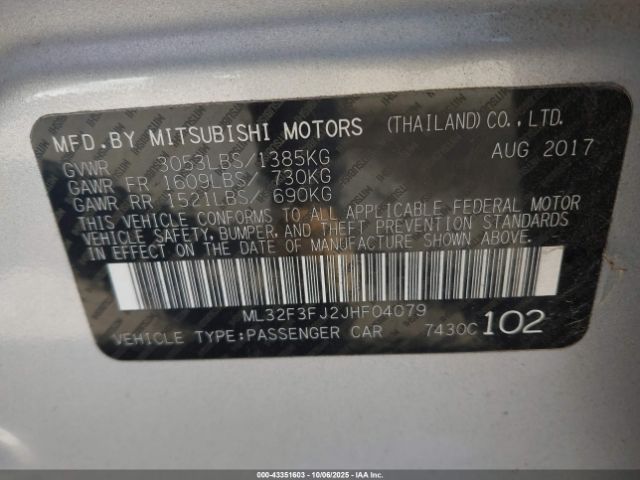 MFD.BY MITSUBISHI MOTORS (THAILAND) CO., LTD.
GVWR 3053LBS/1385KG AUG 2017
GAWR FR 1609LBS 730KG
GAWR RR 1521LBS/ 690KG
THIS VEHICLE CONFORMS TO ALL APPLICABLE FEDERAL MOTOR
VEHICLE SAFETY, BUMPER, AND THEFT PREVENTION STANDARDS
IN EFFECT ON THE DATE OF MANUFACTURE SHOWN ABOVE.
ML32F3FJ2JHF04079
VEHICLE TYPE:PASSENGER CAR 7430C 102
000-43351603 - 10/06/2025 - IAAI.COM